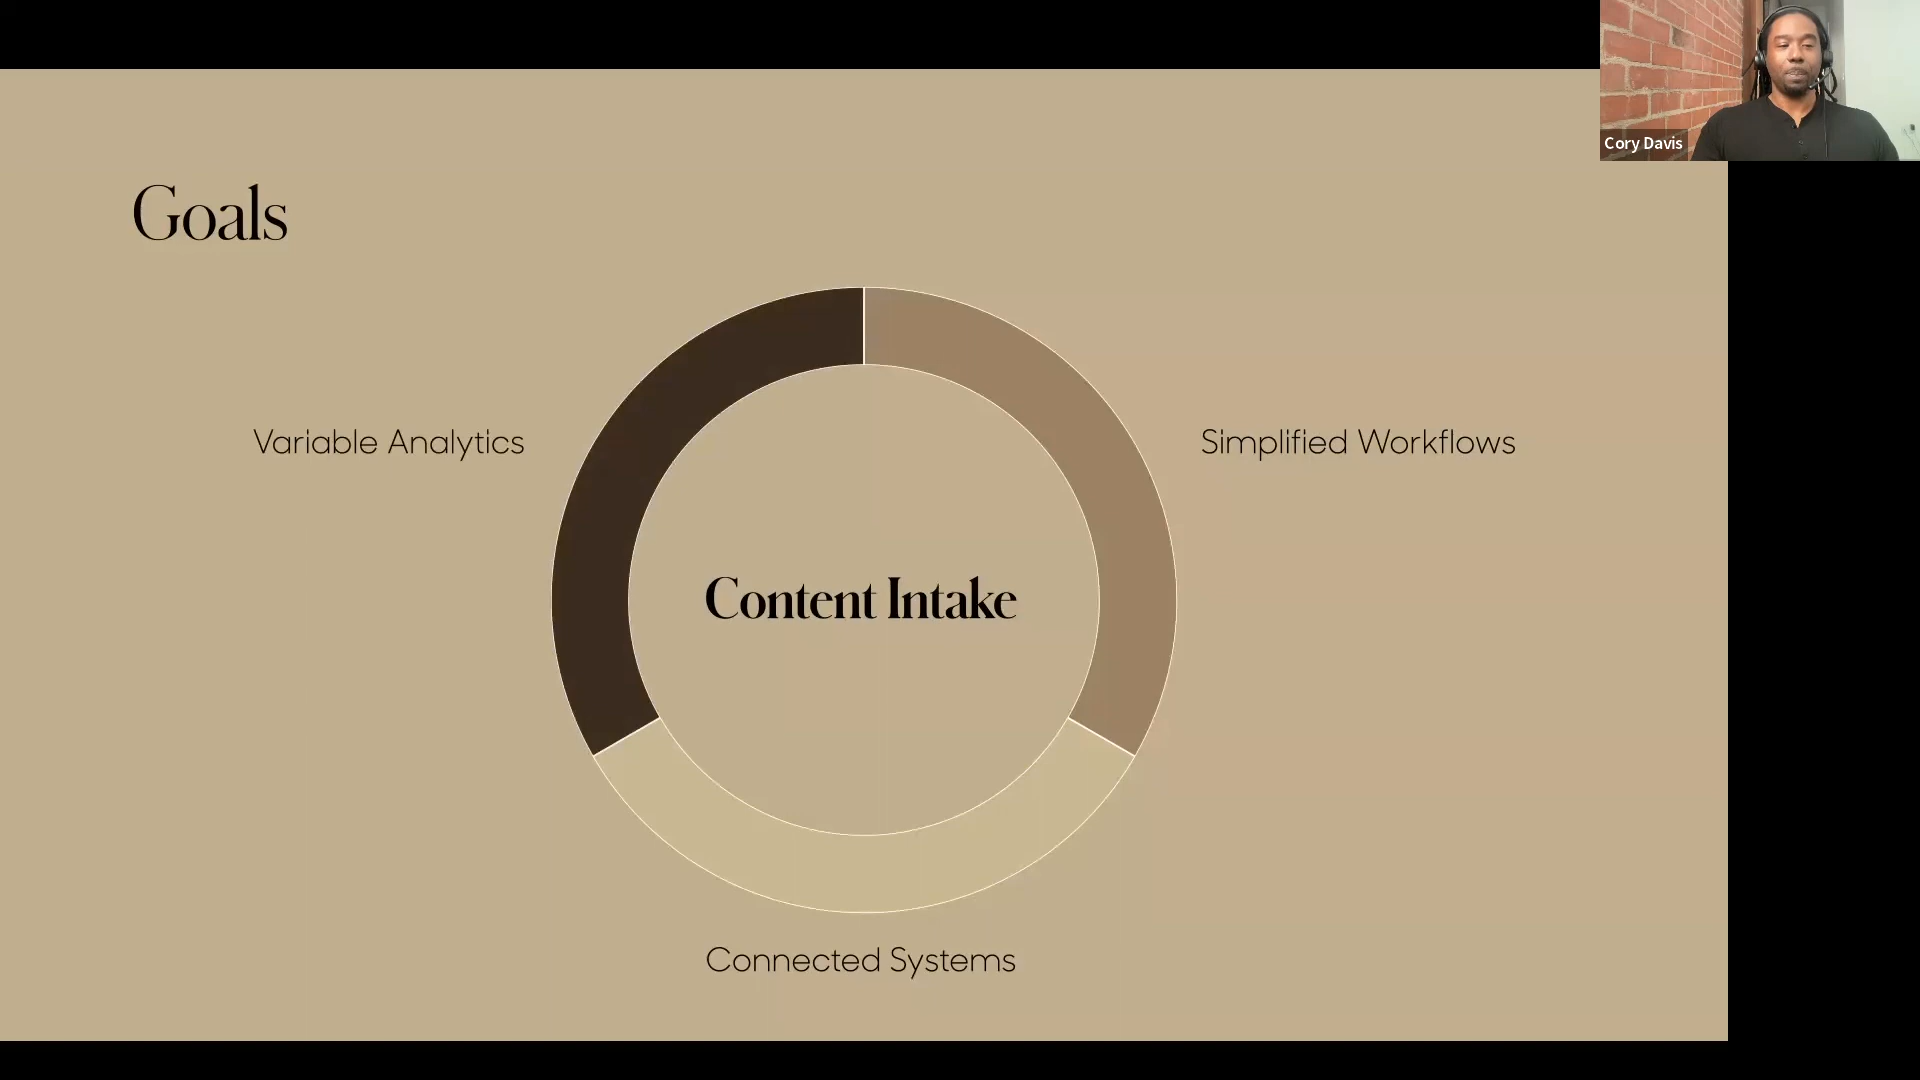 Cory Davis
Goals
Variable Analytics
Simplified Workflows
Content Intake
Connected Systems